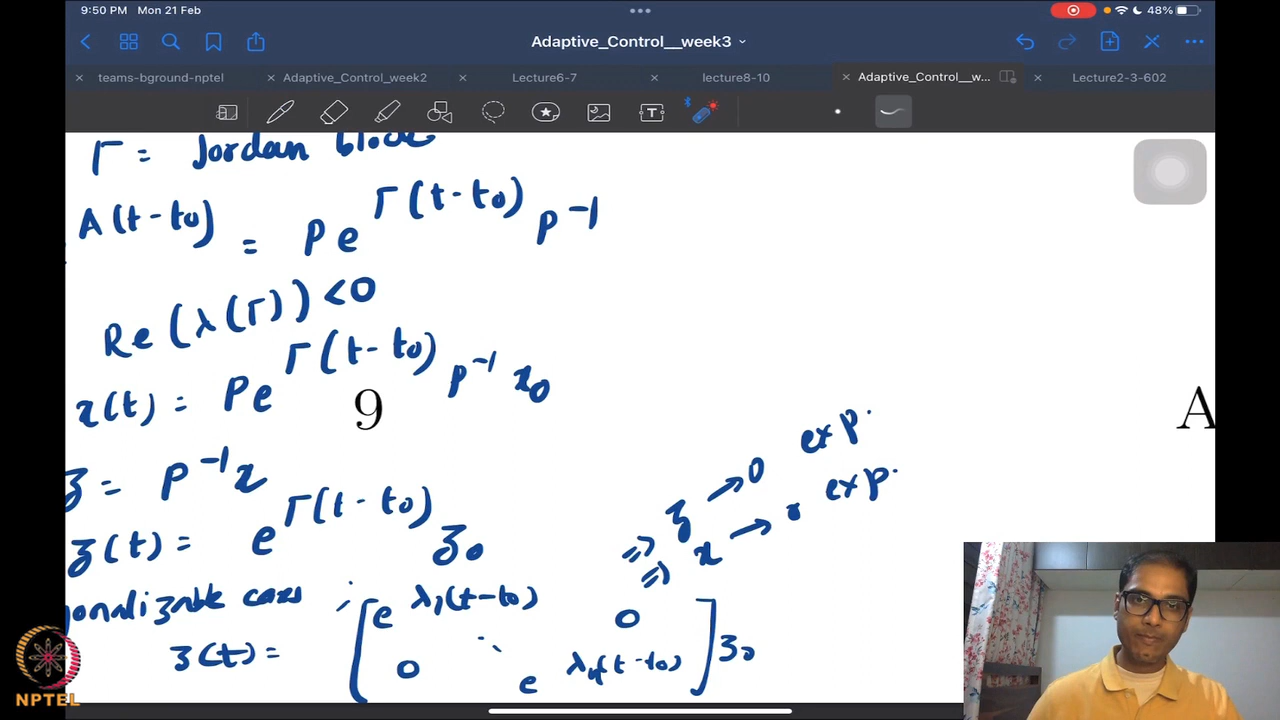 9:50 PM Mon 21 Feb
48%
Adaptive_Control__week3
teams-bground-nptel
Adaptive_Control_week2
Lecture6-7
lecture8-10
Adaptive_Control__w...
Lecture2-3-602
Γ = Jordan block
A(t-t0) = P e^Γ(t-t0) P^-1
Re(λ(Γ)) < 0
x(t) = P e^Γ(t-t0) P^-1 x0
9
A
z = P^-1 x
z(t) = e^Γ(t-t0) z0
⇒ z → 0 exp.
⇒ x → 0 exp.
gonalizable case :
z(t) = [ e^λ1(t-t0) 0
0 ⋱ e^λn(t-t0) ] z0
NPTEL